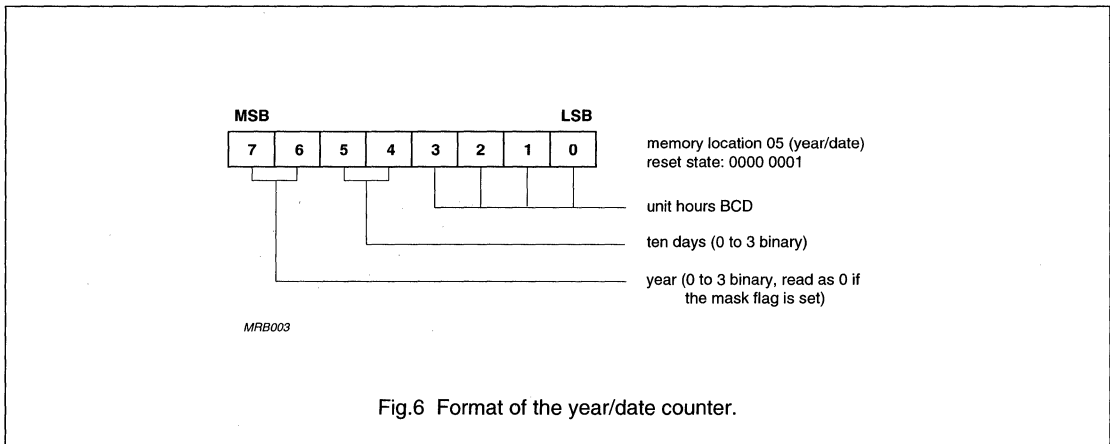 MSB LSB
7 6 5 4 3 2 1 0
memory location 05 (year/date)
reset state: 0000 0001
unit hours BCD
ten days (0 to 3 binary)
year (0 to 3 binary, read as 0 if
the mask flag is set)
MRB003
Fig.6 Format of the year/date counter.